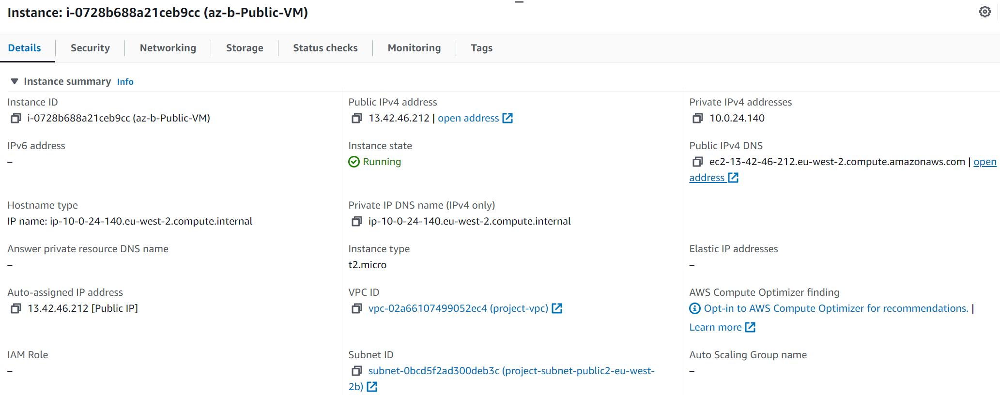 Instance: i-0728b688a21ceb9cc (az-b-Public-VM)
Details
Security
Networking
Storage
Status checks
Monitoring
Tags
Instance summary Info
Instance ID
i-0728b688a21ceb9cc (az-b-Public-VM)
Public IPv4 address
13.42.46.212 | open address
Private IPv4 addresses
10.0.24.140
IPv6 address
–
Instance state
Running
Public IPv4 DNS
ec2-13-42-46-212.eu-west-2.compute.amazonaws.com | open
address
Hostname type
IP name: ip-10-0-24-140.eu-west-2.compute.internal
Private IP DNS name (IPv4 only)
ip-10-0-24-140.eu-west-2.compute.internal
Answer private resource DNS name
–
Instance type
t2.micro
Elastic IP addresses
–
Auto-assigned IP address
13.42.46.212 [Public IP]
VPC ID
vpc-02a66107499052ec4 (project-vpc)
AWS Compute Optimizer finding
Opt-in to AWS Compute Optimizer for recommendations. |
Learn more
IAM Role
–
Subnet ID
subnet-0bcd5f2ad300deb3c (project-subnet-public2-eu-west-
2b)
Auto Scaling Group name
–